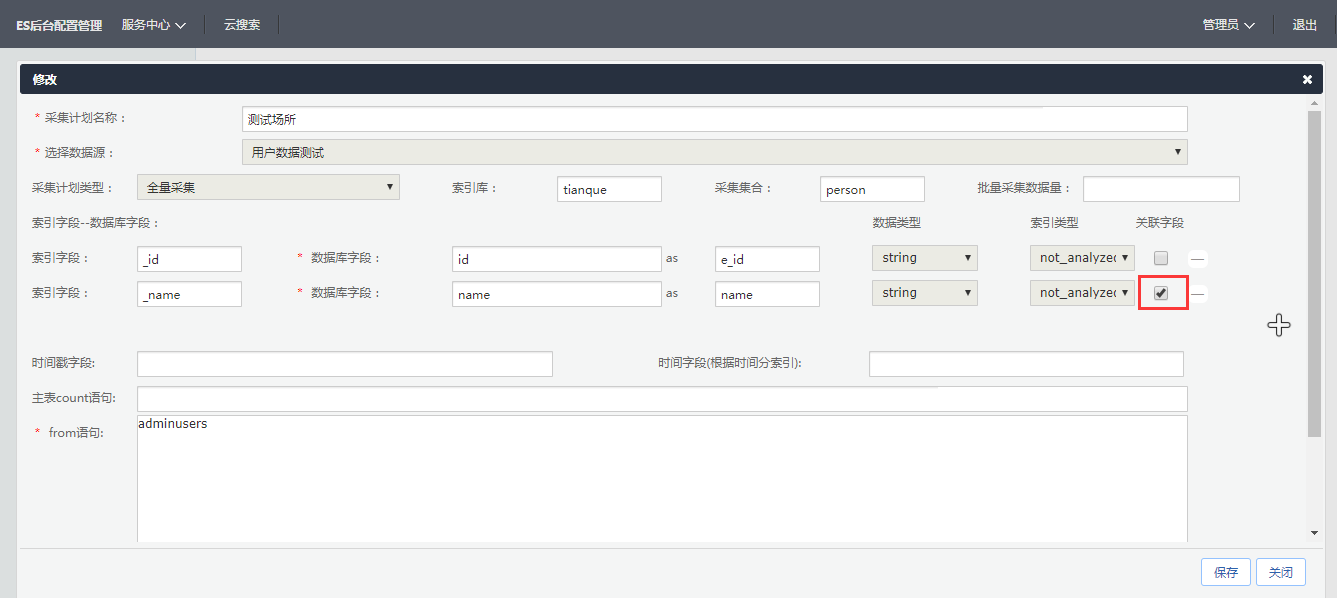 ES后台配置管理 服务中心 云搜索 管理员 退出
修改
* 采集计划名称： 测试场所
* 选择数据源： 用户数据测试
采集计划类型： 全量采集 索引库： tianque 采集集合： person 批量采集数据量：
索引字段--数据库字段： 数据类型 索引类型 关联字段
索引字段： _id * 数据库字段： id as e_id string not_analyzed
索引字段： _name * 数据库字段： name as name string not_analyzed
时间戳字段: 时间字段(根据时间分索引):
主表count语句:
* from语句: adminusers
保存 关闭